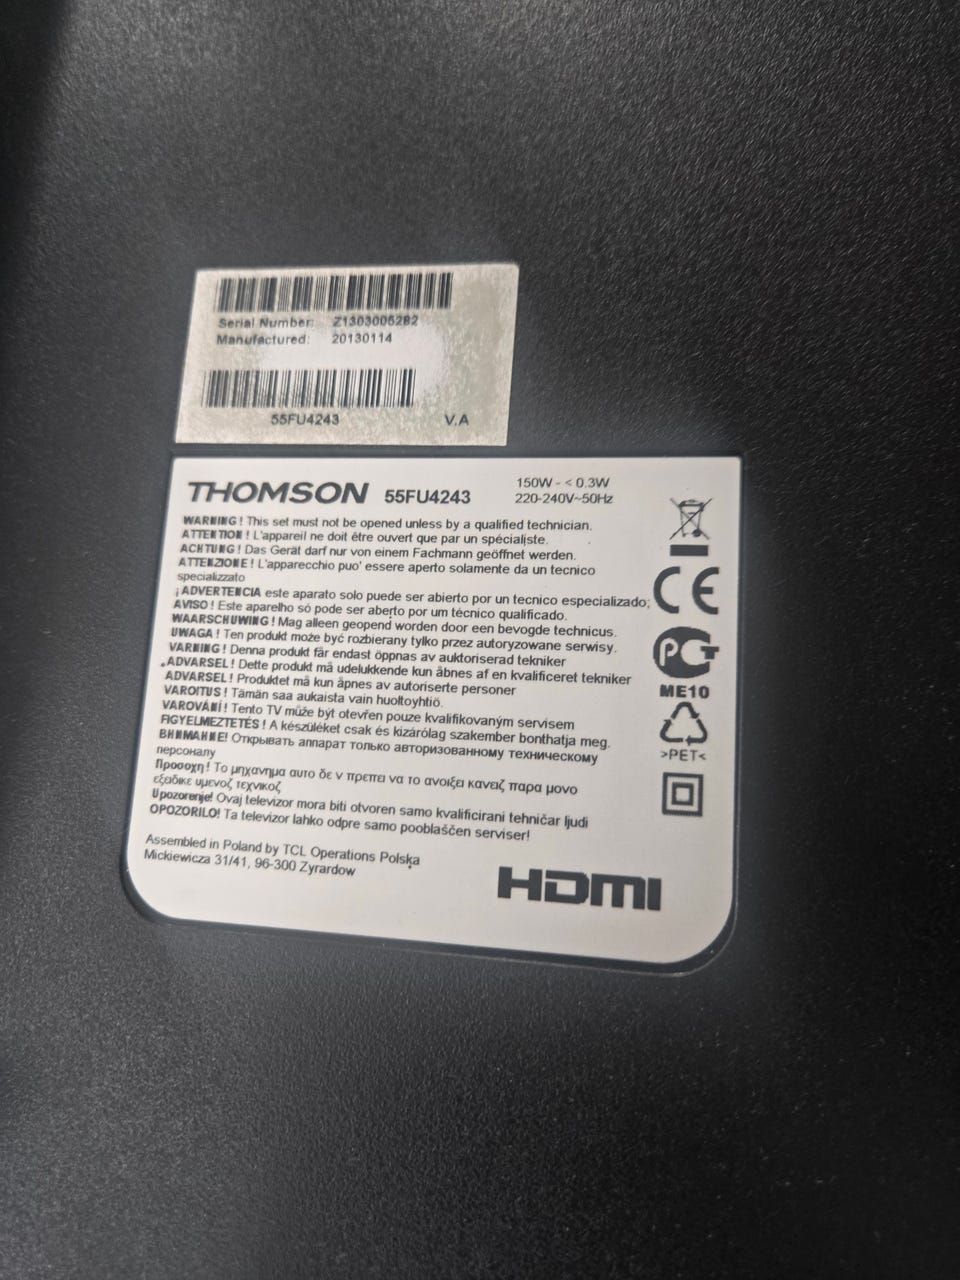 Serial Number: Z1303005282
Manufactured: 20130114
55FU4243 V.A
THOMSON 55FU4243
150W - < 0.3W
220-240V~50Hz
WARNING ! This set must not be opened unless by a qualified technician.
ATTENTION ! L'appareil ne doit être ouvert que par un spécialiste.
ACHTUNG ! Das Gerät darf nur von einem Fachmann geöffnet werden.
ATTENZIONE ! L'apparecchio puo' essere aperto solamente da un tecnico
specializzato
¡ ADVERTENCIA este aparato solo puede ser abierto por un tecnico especializado;
AVISO ! Este aparelho só pode ser aberto por um técnico qualificado.
WAARSCHUWING ! Mag alleen geopend worden door een bevogde technicus.
UWAGA ! Ten produkt może być rozbierany tylko przez autoryzowane serwisy.
VARNING ! Denna produkt får endast öppnas av auktoriserad tekniker
ADVARSEL ! Dette produkt må udelukkende kun åbnes af en kvalificeret tekniker
ADVARSEL ! Produktet må kun åpnes av autoriserte personer
VAROITUS ! Tämän saa aukaista vain huoltoyhtiö.
VAROVÁNÍ ! Tento TV může být otevřen pouze kvalifikovaným servisem
FIGYELMEZTETÉS ! A készüléket csak és kizárólag szakember bonthatja meg.
ВНИМАНИЕ! Открывать аппарат только авторизованному техническому
персоналу
Προσοχη ! Το μηχανημα αυτο δε ν πρεπει να το ανοιξει κανειζ παρα μονο
εξειδικε υμενοζ τεχνικοζ
Upozorenje! Ovaj televizor mora biti otvoren samo kvalificirani tehničar ljudi
OPOZORILO! Ta televizor lahko odpre samo pooblaščen serviser!
Assembled in Poland by TCL Operations Polska
Mickiewicza 31/41, 96-300 Zyrardow
CE
PCT
ME10
>PET<
HDMI